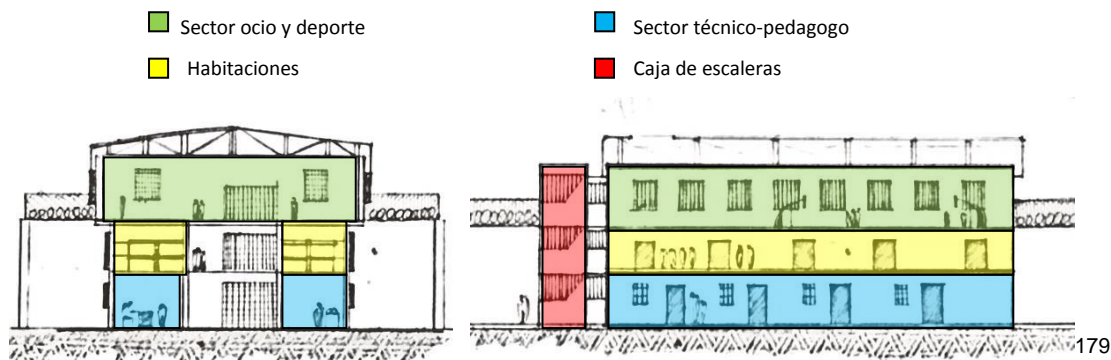 Sector ocio y deporte
Sector técnico-pedagogo
Habitaciones
Caja de escaleras
179